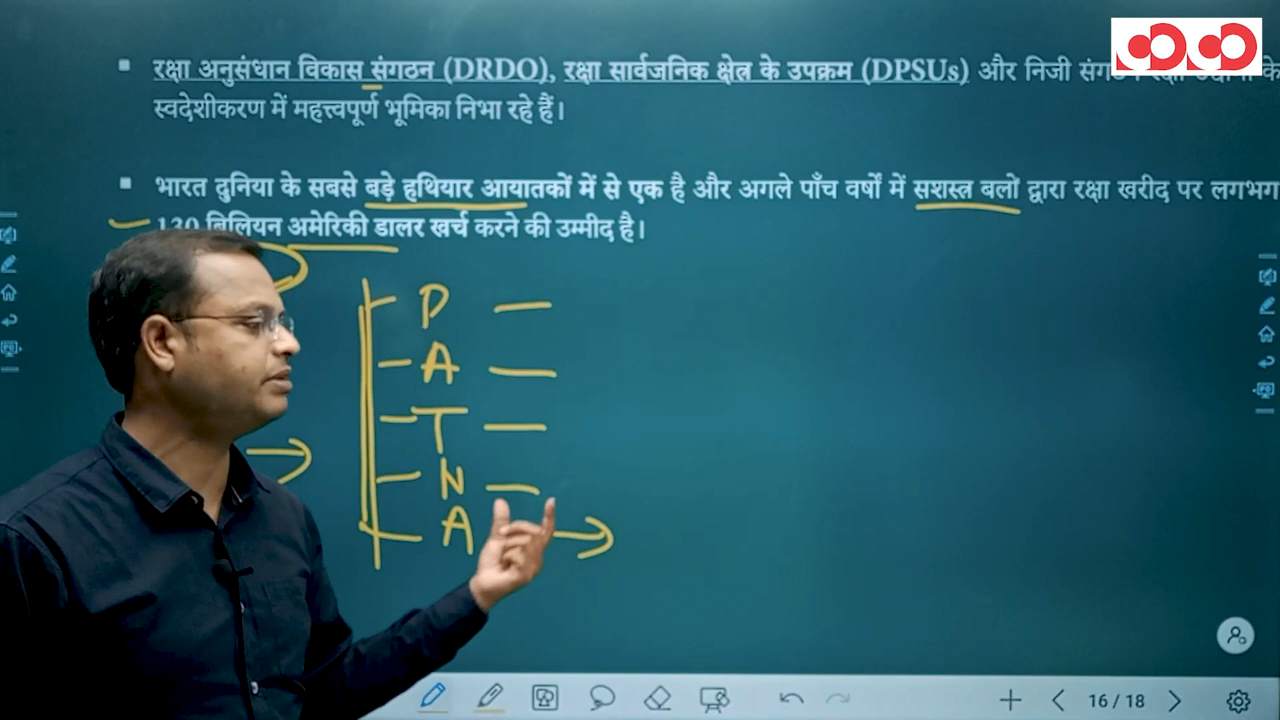 रक्षा अनुसंधान विकास संगठन (DRDO), रक्षा सार्वजनिक क्षेत्र के उपक्रम (DPSUs) और निजी के
स्वदेशीकरण में महत्त्वपूर्ण भूमिका निभा रहे हैं।
भारत दुनिया के सबसे बड़े हथियार आयातकों में से एक है और अगले पाँच वर्षों में सशस्त्र बलों द्वारा रक्षा खरीद पर लगभग
130 बिलियन अमेरिकी डालर खर्च करने की उम्मीद है।
P
A
T
N
A
16 / 18